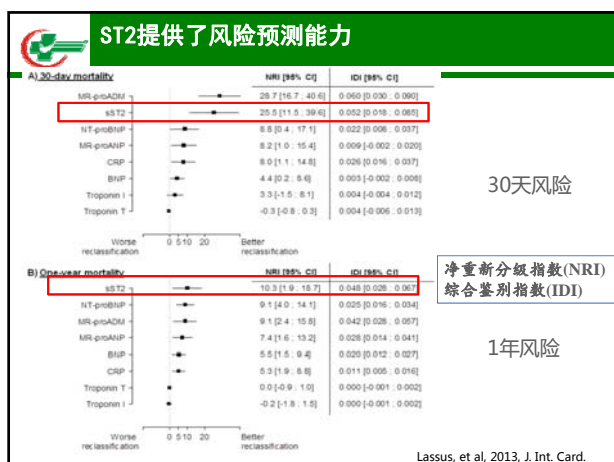 ST2提供了风险预测能力
A) 30-day mortality NRI [95% CI] IDI [95% CI]
MR-proADM 28.7 [16.7 ; 40.6] 0.060 [0.030 ; 0.090]
sST2 25.5 [11.5 ; 39.6] 0.052 [0.018 ; 0.085]
NT-proBNP 8.8 [0.4 ; 17.1] 0.022 [0.008 ; 0.037]
MR-proANP 8.2 [1.0 ; 15.4] 0.009 [-0.002 ; 0.020]
CRP 8.0 [1.1 ; 14.8] 0.026 [0.016 ; 0.037]
BNP 4.4 [0.2 ; 8.6] 0.003 [-0.002 ; 0.008]
Troponin I 3.3 [-1.5 ; 8.1] 0.004 [-0.004 ; 0.012]
Troponin T -0.3 [-0.8 ; 0.3] 0.004 [-0.006 ; 0.013]
30天风险
Worse 0 5 10 20 Better
reclassification reclassification
净重新分级指数(NRI)
综合鉴别指数(IDI)
B) One-year mortality NRI [95% CI] IDI [95% CI]
sST2 10.3 [1.9 ; 18.7] 0.048 [0.028 ; 0.067]
NT-proBNP 9.1 [4.0 ; 14.1] 0.025 [0.016 ; 0.034]
MR-proADM 9.1 [2.4 ; 15.8] 0.042 [0.028 ; 0.057]
MR-proANP 7.4 [1.6 ; 13.2] 0.028 [0.014 ; 0.041]
BNP 5.5 [1.5 ; 9.4] 0.020 [0.012 ; 0.027]
CRP 5.3 [1.9 ; 8.8] 0.011 [0.005 ; 0.016]
Troponin T 0.0 [-0.9 ; 1.0] 0.000 [-0.001 ; 0.002]
Troponin I -0.2 [-1.8 ; 1.5] 0.000 [-0.001 ; 0.002]
1年风险
Worse 0 5 10 20 Better
reclassification reclassification
Lassus, et al, 2013, J. Int. Card.